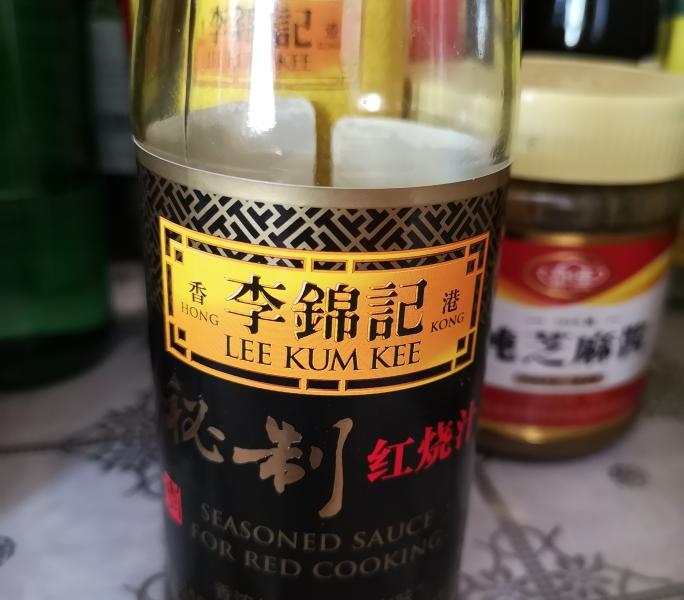 李錦記
香 李錦記 港
HONG KONG
LEE KUM KEE
秘制 红烧汁
SEASONED SAUCE
FOR RED COOKING
纯芝麻酱